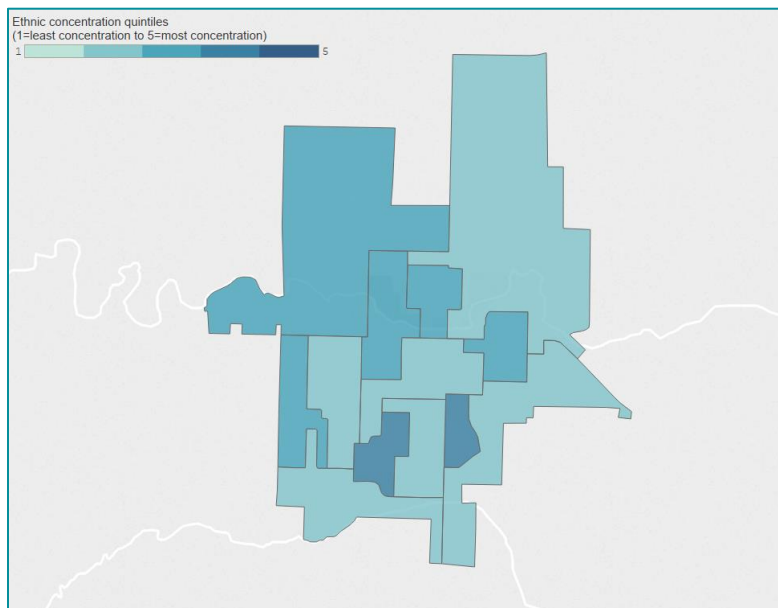 Ethnic concentration quintiles
(1=least concentration to 5=most concentration)
1 5